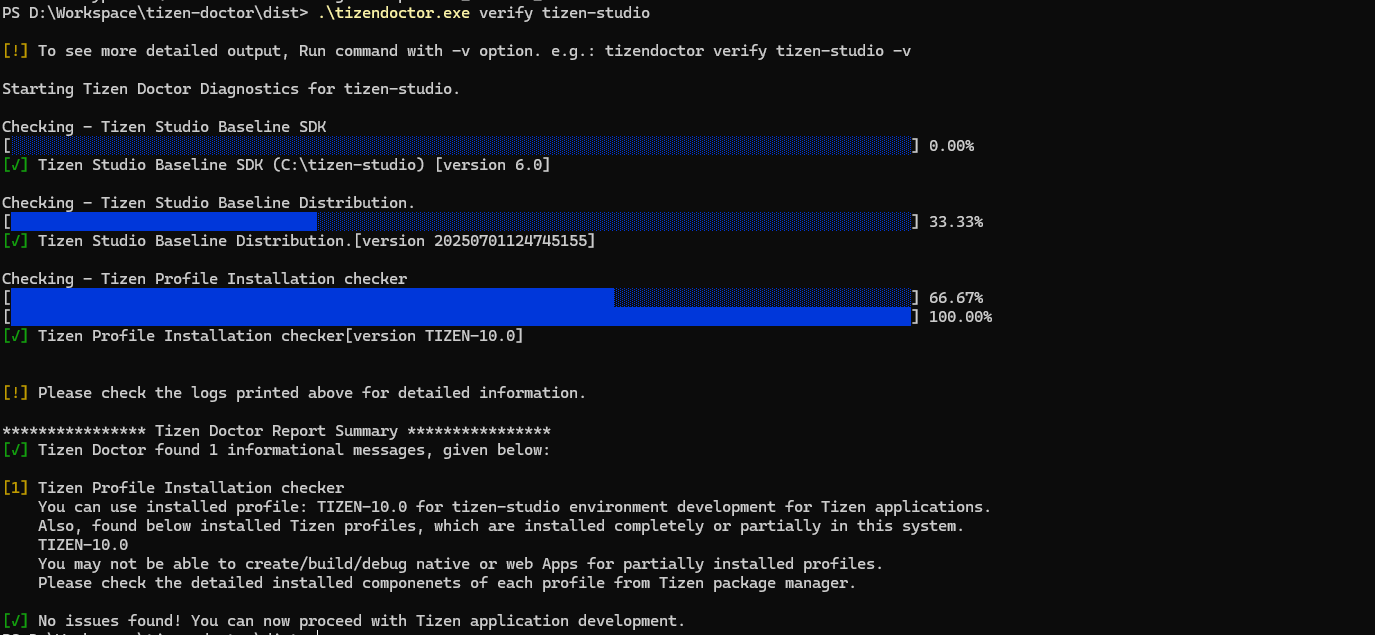 PS D:\Workspace\tizen-doctor\dist> .\tizendoctor.exe verify tizen-studio
[!] To see more detailed output, Run command with -v option. e.g.: tizendoctor verify tizen-studio -v
Starting Tizen Doctor Diagnostics for tizen-studio.
Checking - Tizen Studio Baseline SDK
[] 0.00%
[√] Tizen Studio Baseline SDK (C:\tizen-studio) [version 6.0]
Checking - Tizen Studio Baseline Distribution.
[] 33.33%
[√] Tizen Studio Baseline Distribution.[version 20250701124745155]
Checking - Tizen Profile Installation checker
[] 66.67%
[] 100.00%
[√] Tizen Profile Installation checker[version TIZEN-10.0]
[!] Please check the logs printed above for detailed information.
**************** Tizen Doctor Report Summary ****************
[√] Tizen Doctor found 1 informational messages, given below:
[1] Tizen Profile Installation checker
You can use installed profile: TIZEN-10.0 for tizen-studio environment development for Tizen applications.
Also, found below installed Tizen profiles, which are installed completely or partially in this system.
TIZEN-10.0
You may not be able to create/build/debug native or web Apps for partially installed profiles.
Please check the detailed installed componenets of each profile from Tizen package manager.
[√] No issues found! You can now proceed with Tizen application development.